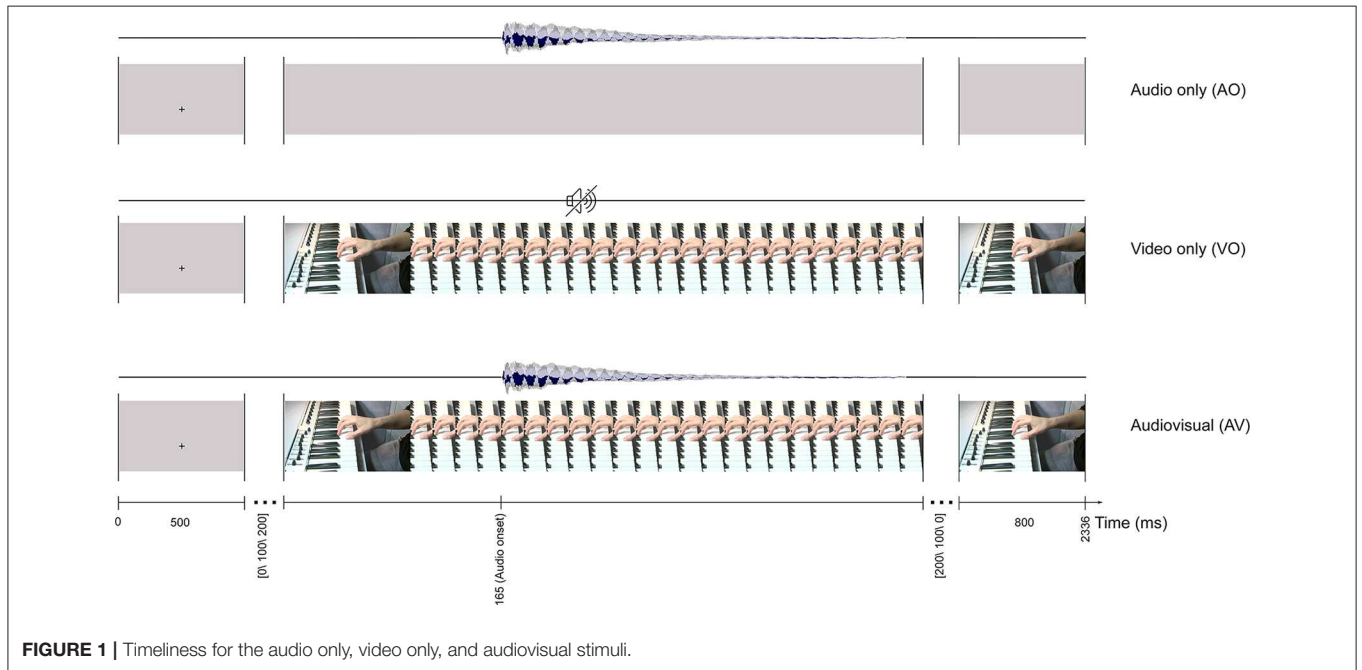 Audio only (AO)
Video only (VO)
Audiovisual (AV)
0
500
[0\ 100\ 200]
165 (Audio onset)
[200\ 100\ 0]
800
2336
Time (ms)
FIGURE 1 | Timeliness for the audio only, video only, and audiovisual stimuli.